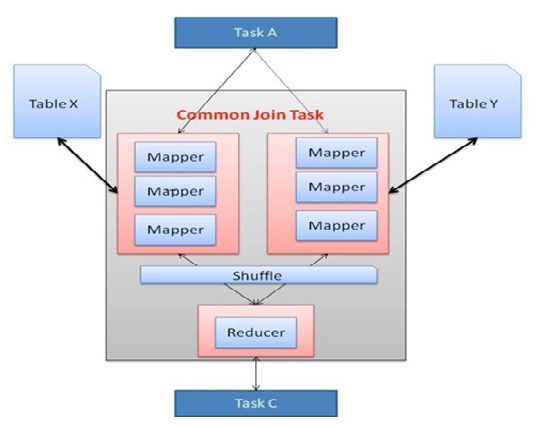 Task A
Table X
Table Y
Common Join Task
Mapper
Mapper
Mapper
Mapper
Mapper
Mapper
Shuffle
Reducer
Task C